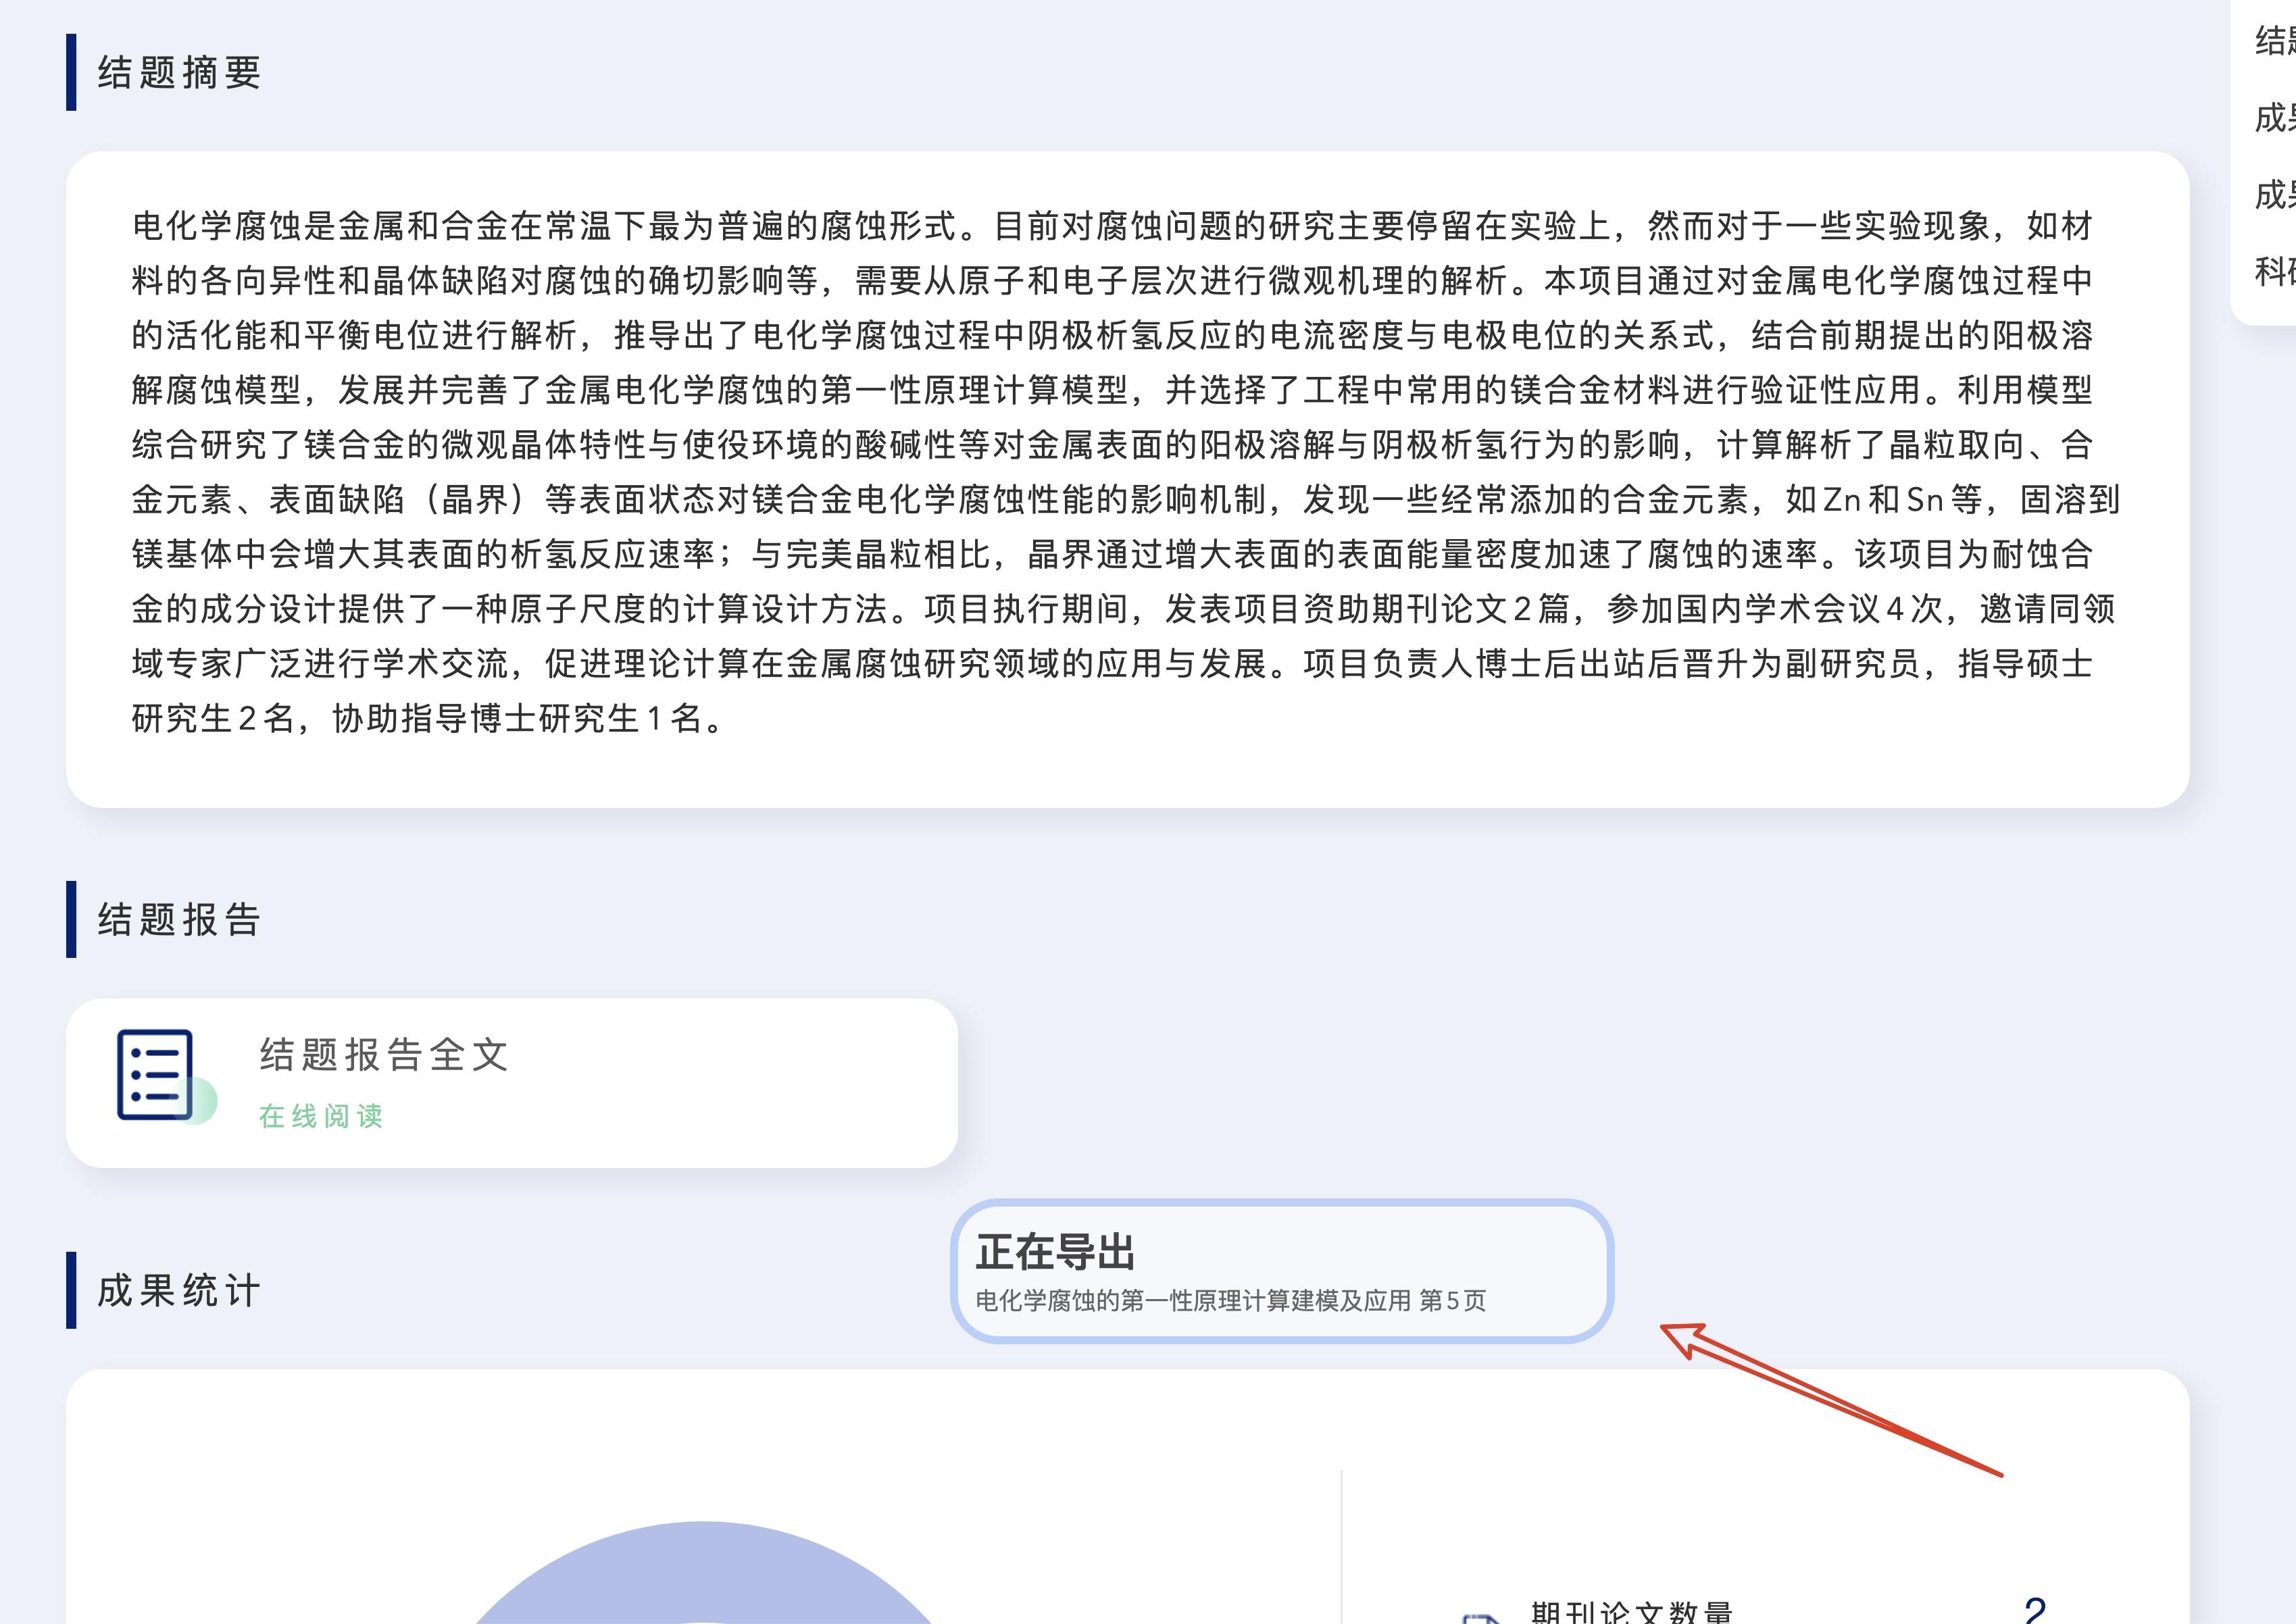 结题摘要
电化学腐蚀是金属和合金在常温下最为普遍的腐蚀形式。目前对腐蚀问题的研究主要停留在实验上，然而对于一些实验现象，如材
料的各向异性和晶体缺陷对腐蚀的确切影响等，需要从原子和电子层次进行微观机理的解析。本项目通过对金属电化学腐蚀过程中
的活化能和平衡电位进行解析，推导出了电化学腐蚀过程中阴极析氢反应的电流密度与电极电位的关系式，结合前期提出的阳极溶
解腐蚀模型，发展并完善了金属电化学腐蚀的第一性原理计算模型，并选择了工程中常用的镁合金材料进行验证性应用。利用模型
综合研究了镁合金的微观晶体特性与使役环境的酸碱性等对金属表面的阳极溶解与阴极析氢行为的影响，计算解析了晶粒取向、合
金元素、表面缺陷（晶界）等表面状态对镁合金电化学腐蚀性能的影响机制，发现一些经常添加的合金元素，如Zn和Sn等，固溶到
镁基体中会增大其表面的析氢反应速率；与完美晶粒相比，晶界通过增大表面的表面能量密度加速了腐蚀的速率。该项目为耐蚀合
金的成分设计提供了一种原子尺度的计算设计方法。项目执行期间，发表项目资助期刊论文2篇，参加国内学术会议4次，邀请同领
域专家广泛进行学术交流，促进理论计算在金属腐蚀研究领域的应用与发展。项目负责人博士后出站后晋升为副研究员，指导硕士
研究生2名，协助指导博士研究生1名。
结题报告
结题报告全文
在线阅读
正在导出
电化学腐蚀的第一性原理计算建模及应用 第5页
成果统计
期刊论文数量
2
结
成
成
科